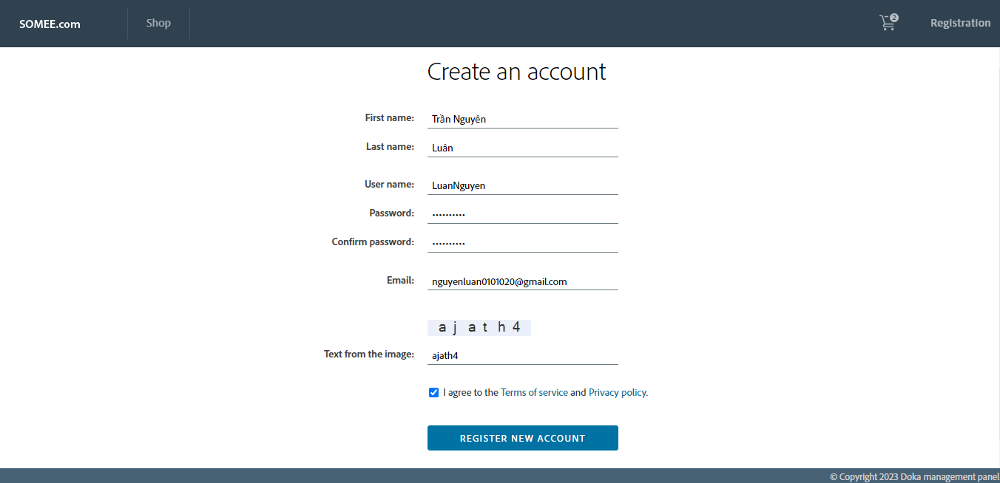 SOMEE.com Shop 2 Registration
Create an account
First name: Trần Nguyên
Last name: Luân
User name: LuanNguyen
Password: ••••••••••
Confirm password: ••••••••••
Email: nguyenluan0101020@gmail.com
a j a t h 4
Text from the image: ajath4
I agree to the Terms of service and Privacy policy.
REGISTER NEW ACCOUNT
© Copyright 2023 Doka management panel